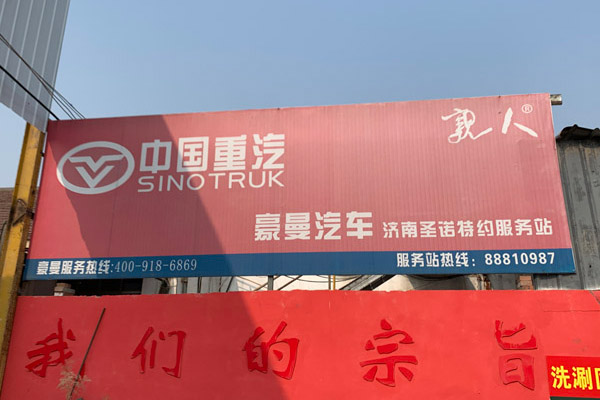 親人®
中国重汽
SINOTRUK
豪曼汽车 济南圣诺特约服务站
豪曼服务热线:400-918-6869 服务站热线：88810987
我们的宗旨
洗涮